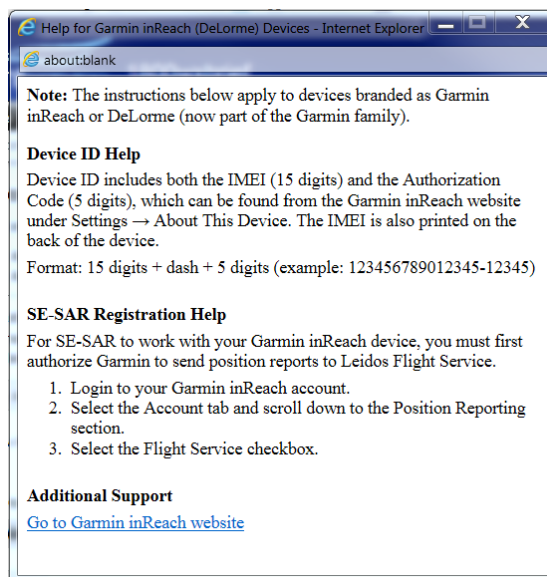 Help for Garmin inReach (DeLorme) Devices - Internet Explorer
about:blank
Note: The instructions below apply to devices branded as Garmin
inReach or DeLorme (now part of the Garmin family).
Device ID Help
Device ID includes both the IMEI (15 digits) and the Authorization
Code (5 digits), which can be found from the Garmin inReach website
under Settings → About This Device. The IMEI is also printed on the
back of the device.
Format: 15 digits + dash + 5 digits (example: 123456789012345-12345)
SE-SAR Registration Help
For SE-SAR to work with your Garmin inReach device, you must first
authorize Garmin to send position reports to Leidos Flight Service.
1. Login to your Garmin inReach account.
2. Select the Account tab and scroll down to the Position Reporting
section.
3. Select the Flight Service checkbox.
Additional Support
Go to Garmin inReach website